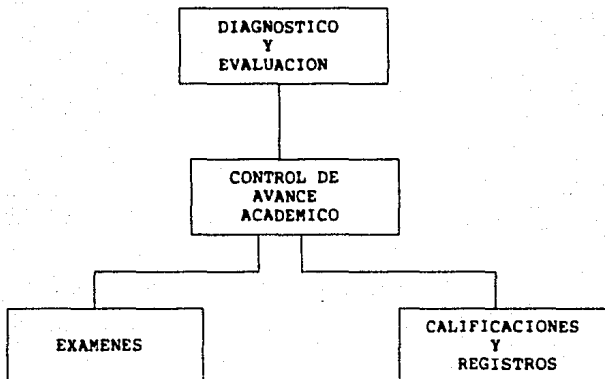 DIAGNOSTICO
Y
EVALUACION
CONTROL DE
AVANCE
ACADEMICO
EXAMENES
CALIFICACIONES
Y
REGISTROS